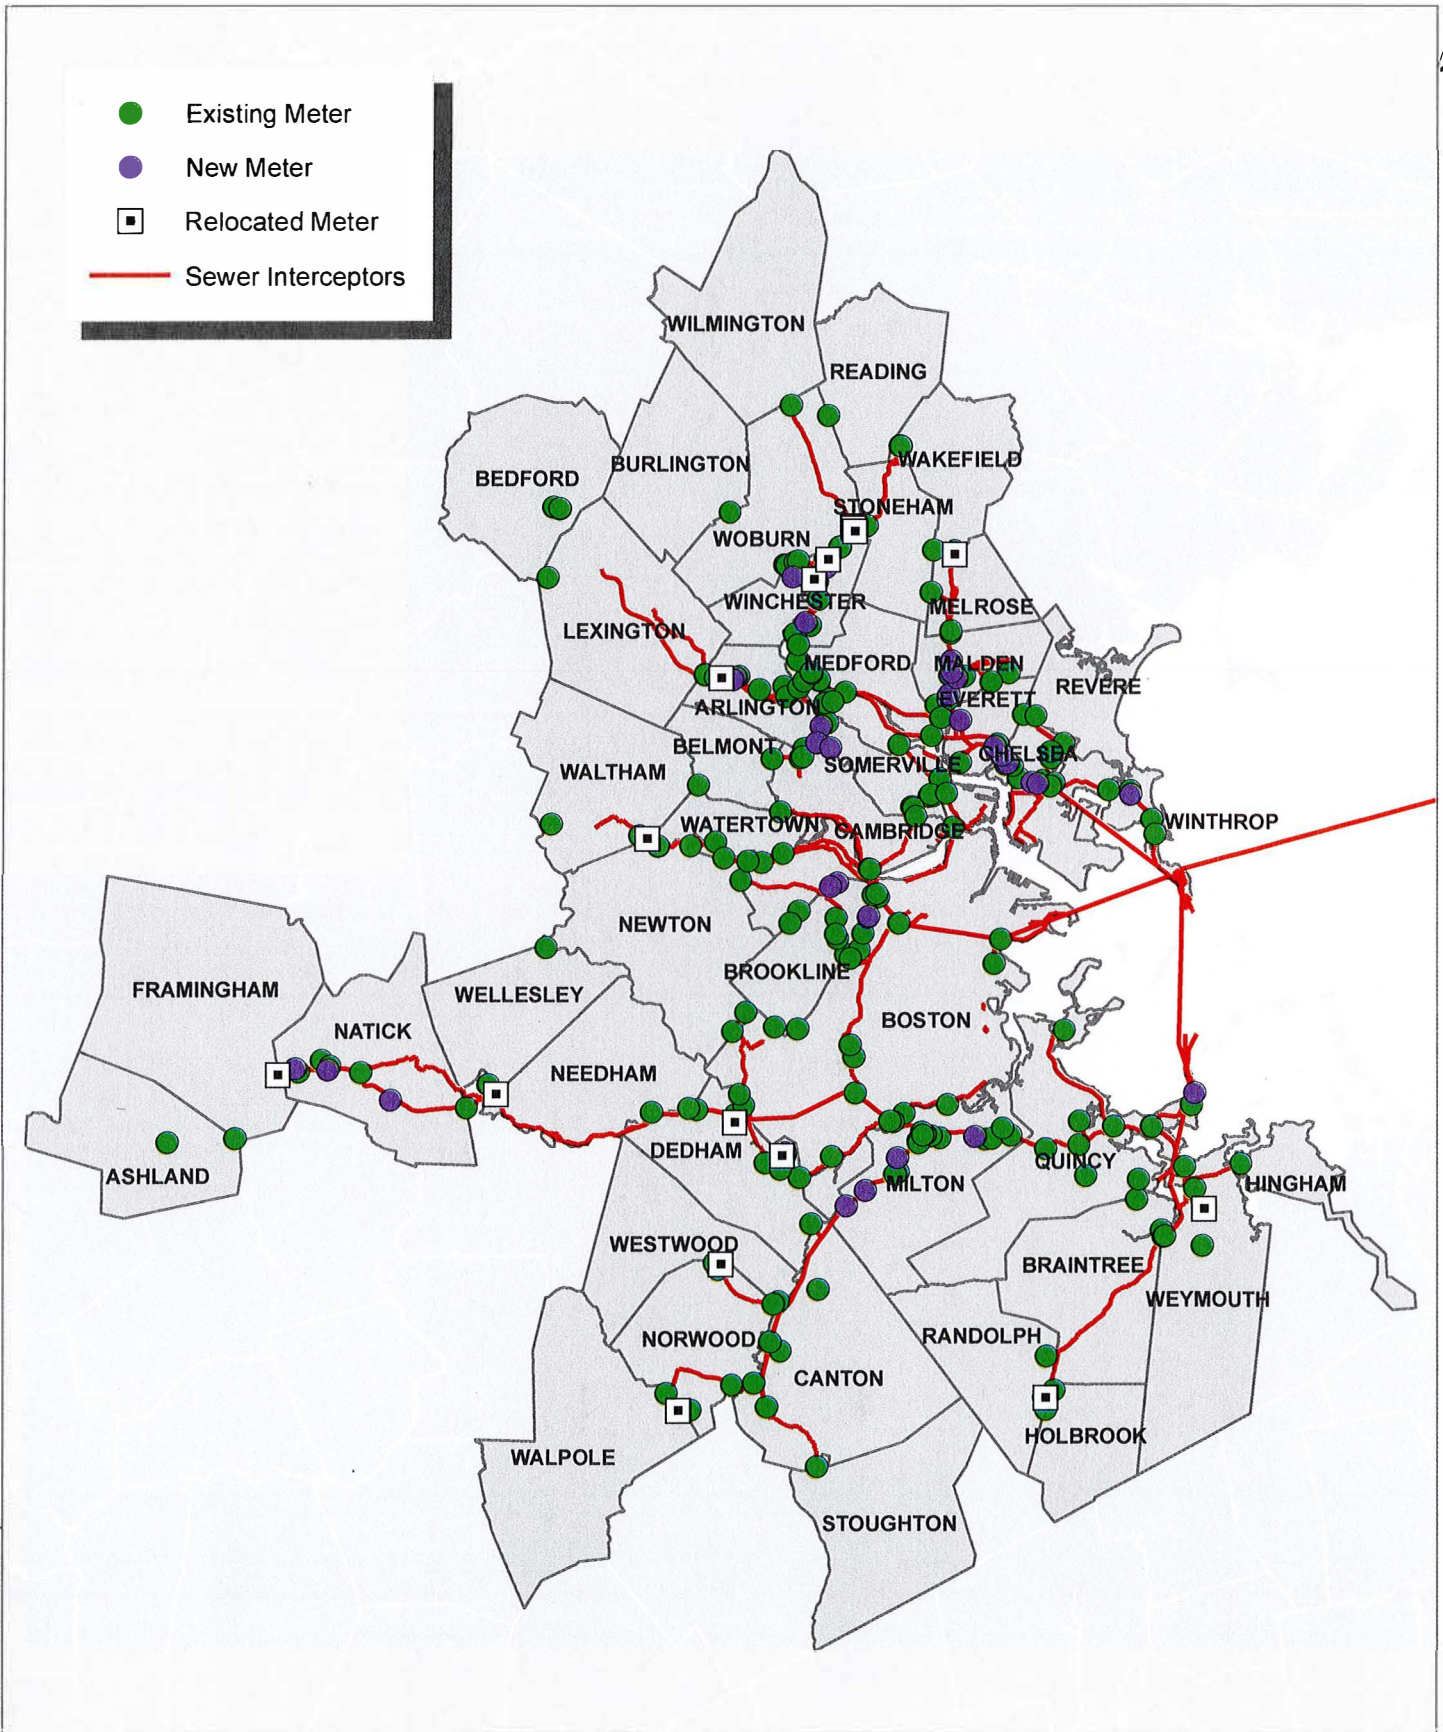 Existing Meter
New Meter
Relocated Meter
Sewer Interceptors
WILMINGTON
READING
WAKEFIELD
BURLINGTON
BEDFORD
STONEHAM
WOBURN
WINCHESTER
MELROSE
LEXINGTON
MEDFORD
MALDEN
REVERE
EVERETT
ARLINGTON
BELMONT
CHELSEA
SOMERVILLE
WALTHAM
WATERTOWN
CAMBRIDGE
WINTHROP
NEWTON
BROOKLINE
FRAMINGHAM
WELLESLEY
BOSTON
NATICK
NEEDHAM
DEDHAM
QUINCY
ASHLAND
MILTON
HINGHAM
WESTWOOD
BRAINTREE
WEYMOUTH
RANDOLPH
NORWOOD
CANTON
HOLBROOK
WALPOLE
STOUGHTON